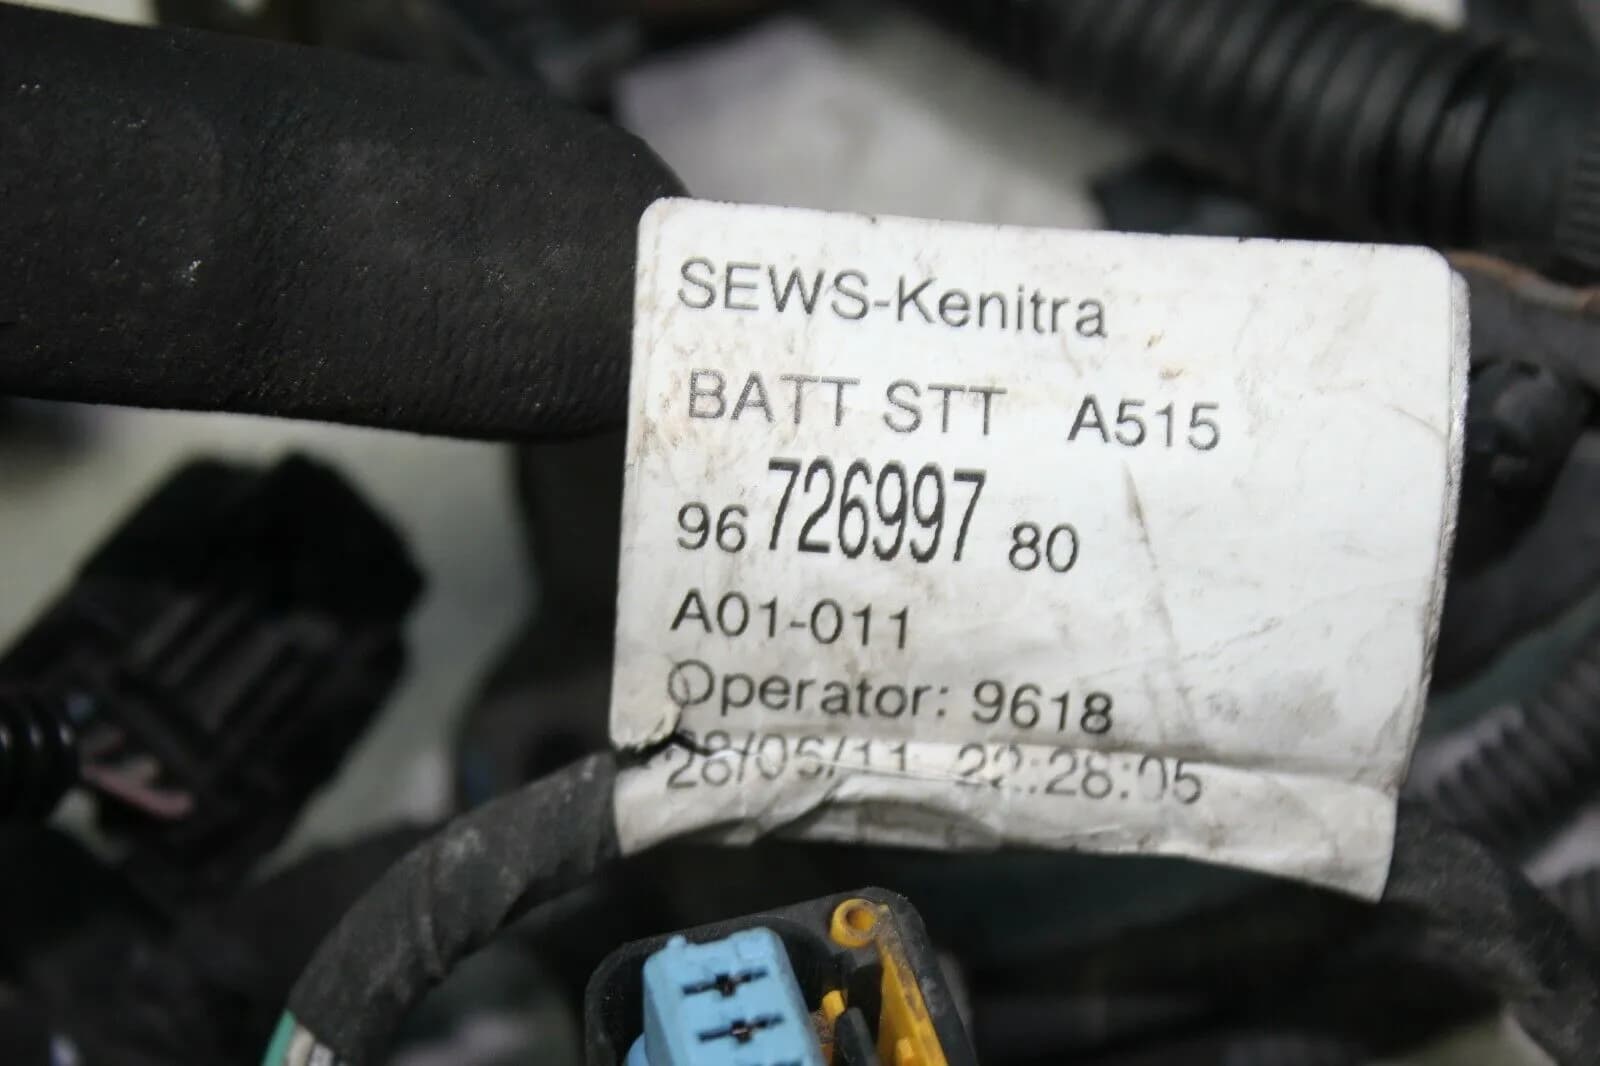 SEWS-Kenitra
BATT STT A515
96 726997 80
A01-011
Operator: 9618
28/06/11 22:28:05